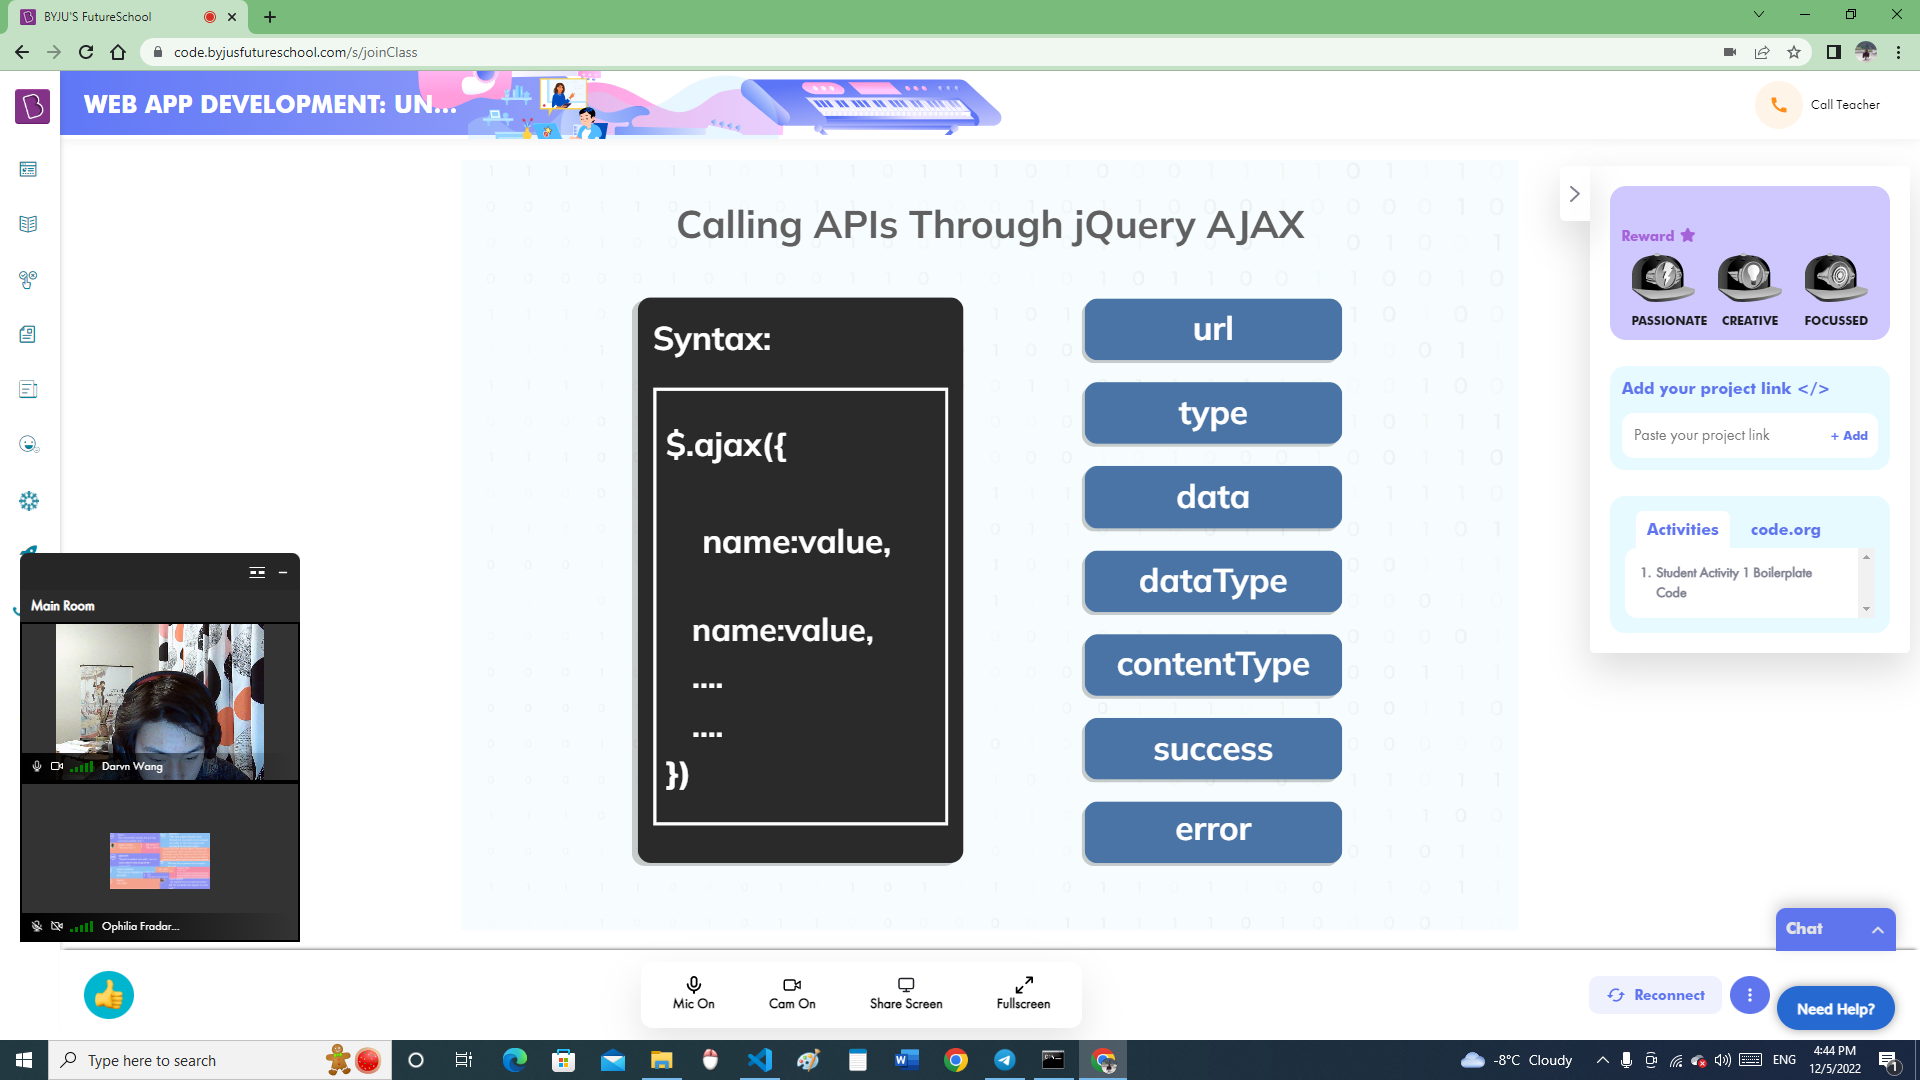 BYJU'S FutureSchool
code.byjusfutureschool.com/s/joinClass
WEB APP DEVELOPMENT: UN...
Call Teacher
Calling APIs Through jQuery AJAX
Syntax:
$.ajax({
name:value,
name:value,
....
....
})
url
type
data
dataType
contentType
success
error
Reward
PASSIONATE CREATIVE FOCUSSED
Add your project link </>
Paste your project link + Add
Activities code.org
1. Student Activity 1 Boilerplate
Code
Main Room
Darvn Wang
Ophilia Fradar...
Chat
Mic On
Cam On
Share Screen
Fullscreen
Reconnect
Need Help?
Type here to search
-8°C Cloudy
ENG
4:44 PM
12/5/2022
1